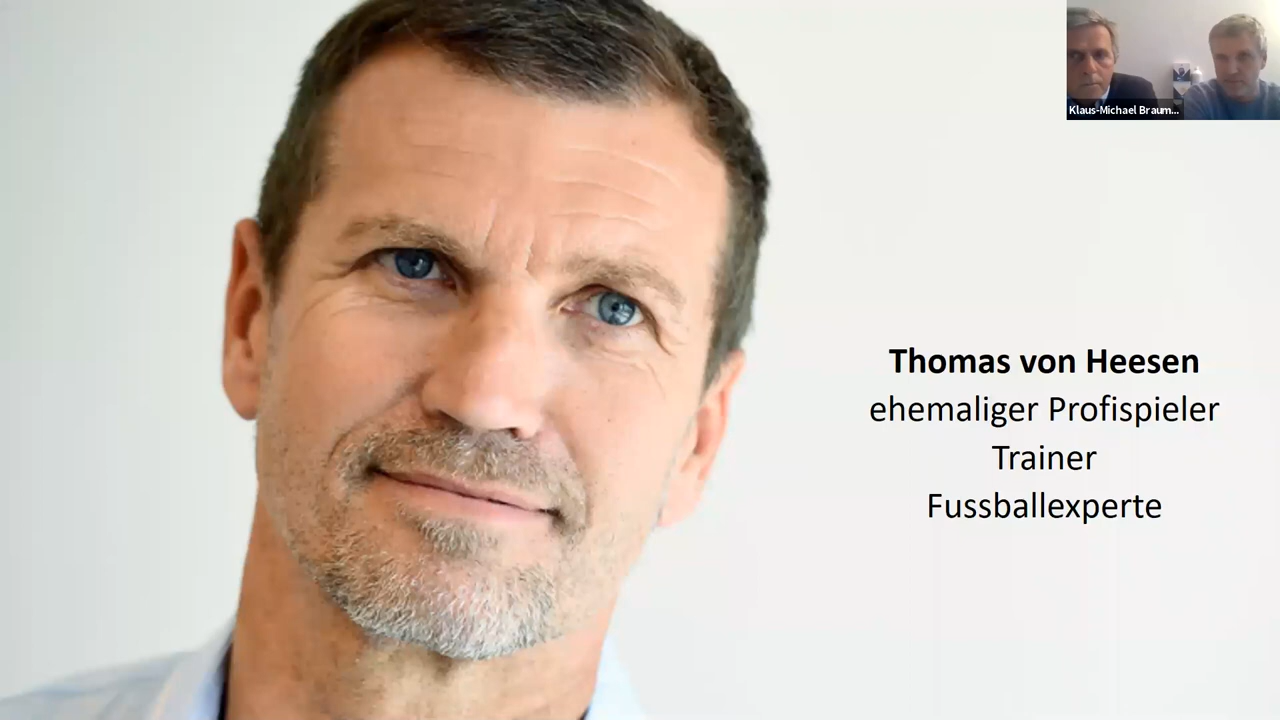 Klaus-Michael Braum...
Thomas von Heesen
ehemaliger Profispieler
Trainer
Fussballexperte